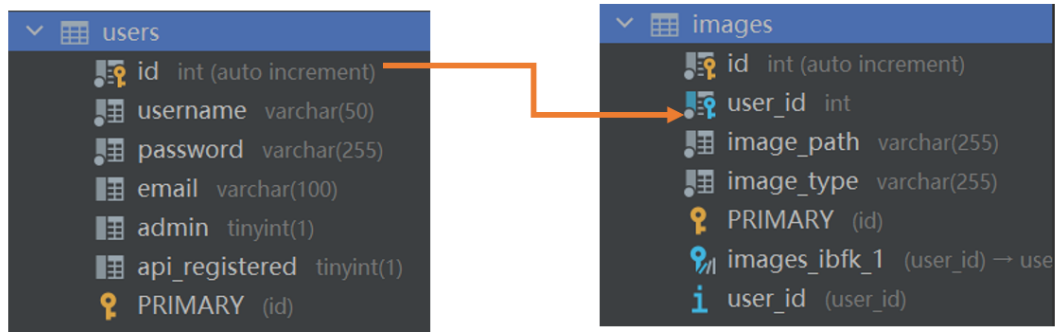 users
id int (auto increment)
username varchar(50)
password varchar(255)
email varchar(100)
admin tinyint(1)
api_registered tinyint(1)
PRIMARY (id)
images
id int (auto increment)
user_id int
image_path varchar(255)
image_type varchar(255)
PRIMARY (id)
images_ibfk_1 (user_id) → use
user_id (user_id)